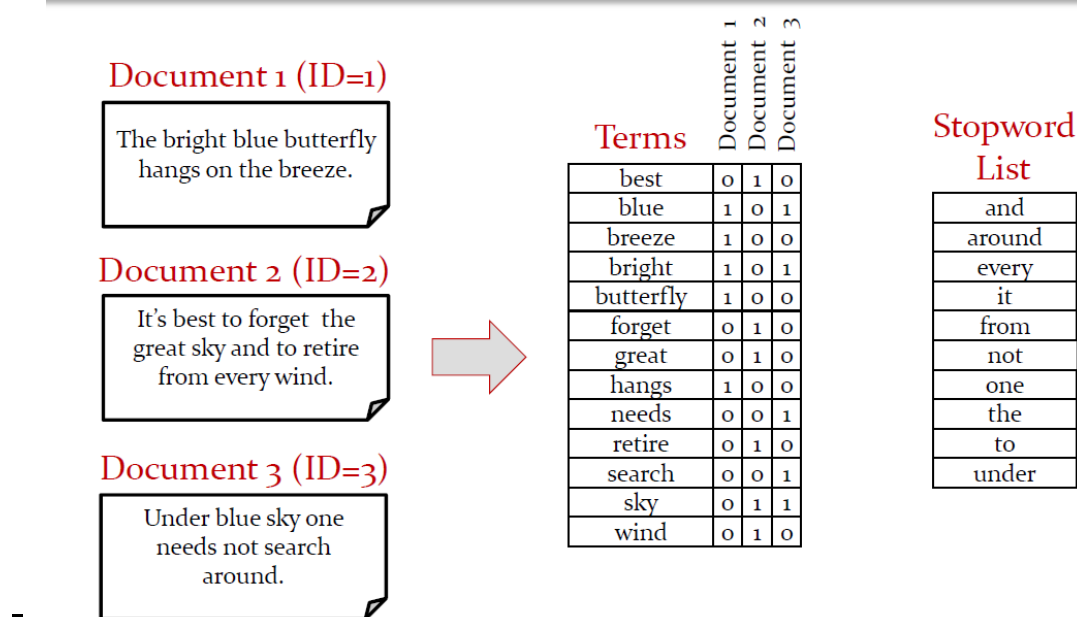 Document 1 (ID=1)
The bright blue butterfly
hangs on the breeze.
Document 2 (ID=2)
It's best to forget the
great sky and to retire
from every wind.
Document 3 (ID=3)
Under blue sky one
needs not search
around.
Terms Document 1 Document 2 Document 3
best 0 1 0
blue 1 0 1
breeze 1 0 0
bright 1 0 1
butterfly 1 0 0
forget 0 1 0
great 0 1 0
hangs 1 0 0
needs 0 0 1
retire 0 1 0
search 0 0 1
sky 0 1 1
wind 0 1 0
Stopword
List
and
around
every
it
from
not
one
the
to
under